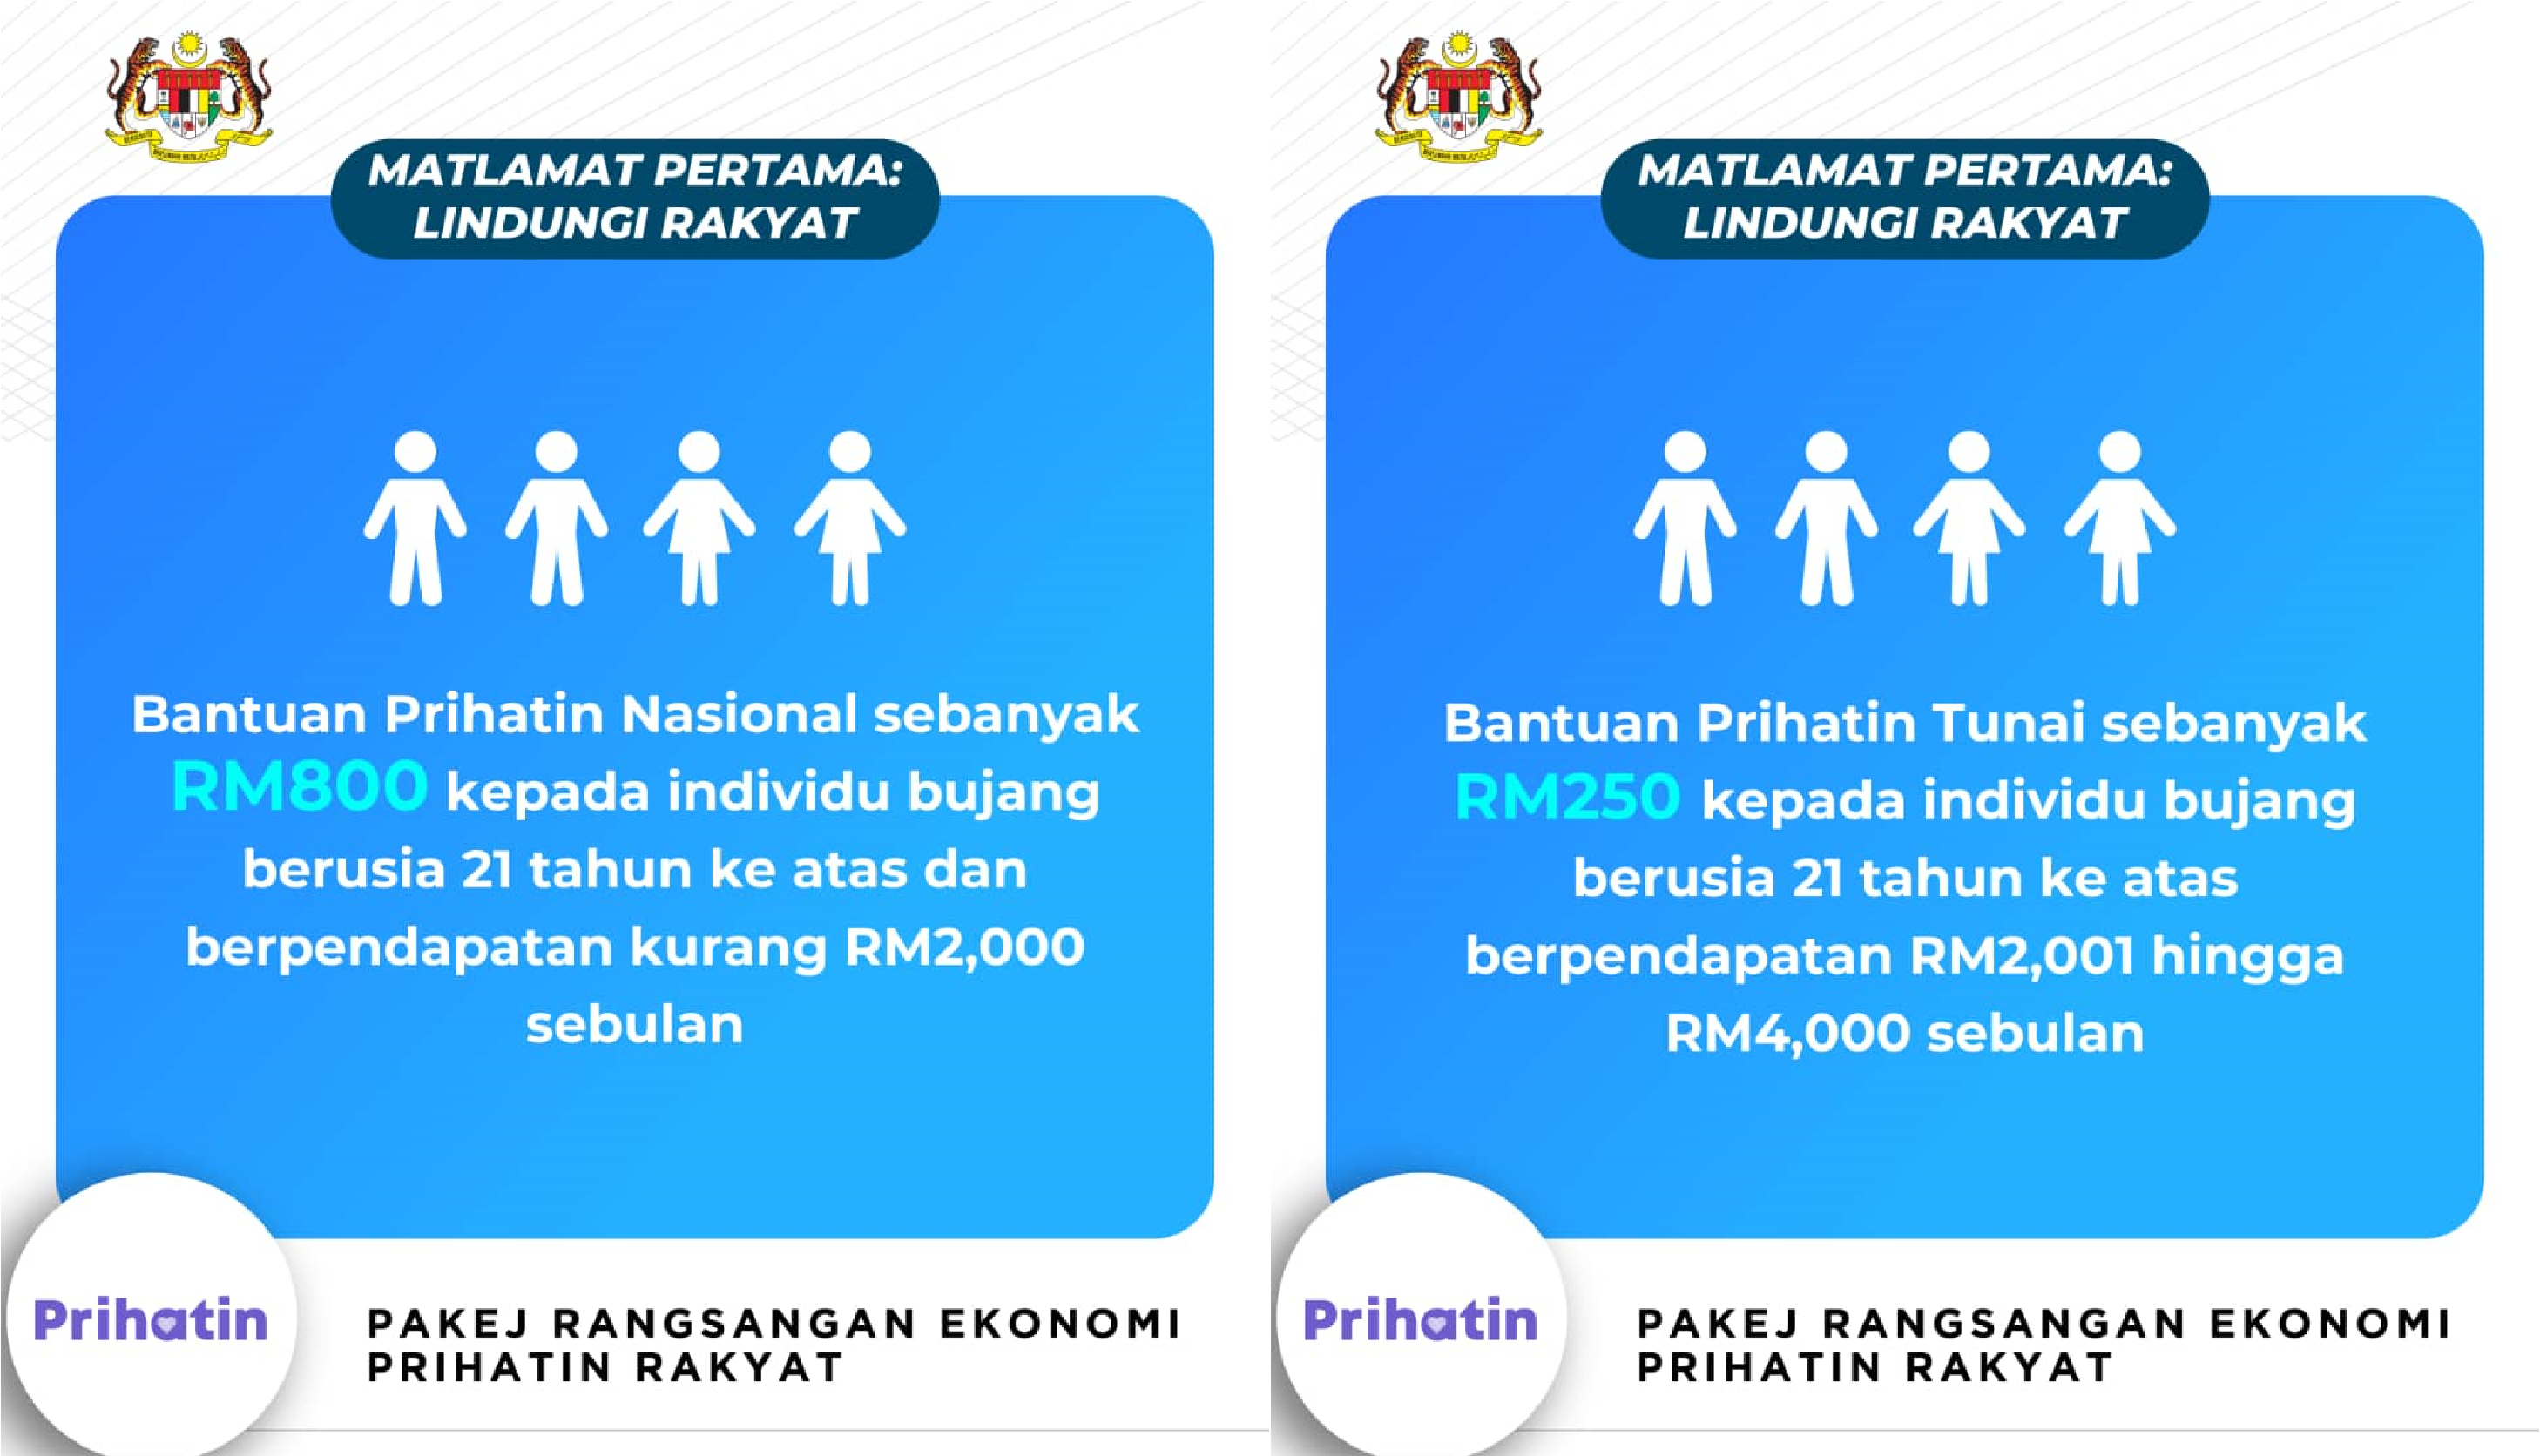 MATLAMAT PERTAMA:
LINDUNGI RAKYAT
Bantuan Prihatin Nasional sebanyak
RM800 kepada individu bujang
berusia 21 tahun ke atas dan
berpendapatan kurang RM2,000
sebulan
Prihatin
PAKEJ RANGSANGAN EKONOMI
PRIHATIN RAKYAT
MATLAMAT PERTAMA:
LINDUNGI RAKYAT
Bantuan Prihatin Tunai sebanyak
RM250 kepada individu bujang
berusia 21 tahun ke atas
berpendapatan RM2,001 hingga
RM4,000 sebulan
Prihatin
PAKEJ RANGSANGAN EKONOMI
PRIHATIN RAKYAT